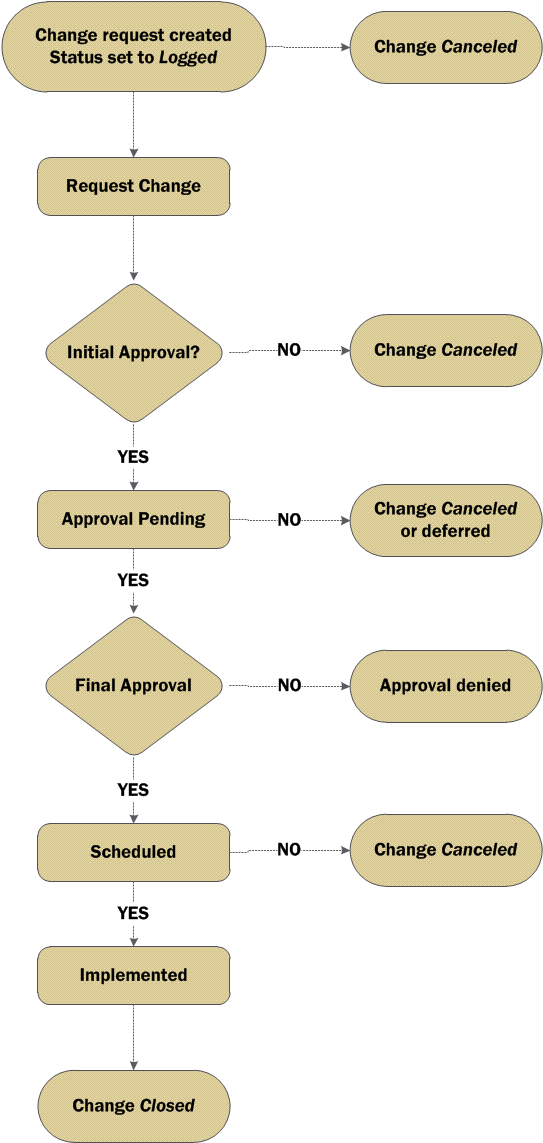 Change request created
Status set to Logged
Change Canceled
Request Change
Initial Approval?
NO
Change Canceled
YES
Approval Pending
NO
Change Canceled
or deferred
YES
Final Approval
NO
Approval denied
YES
Scheduled
NO
Change Canceled
YES
Implemented
Change Closed